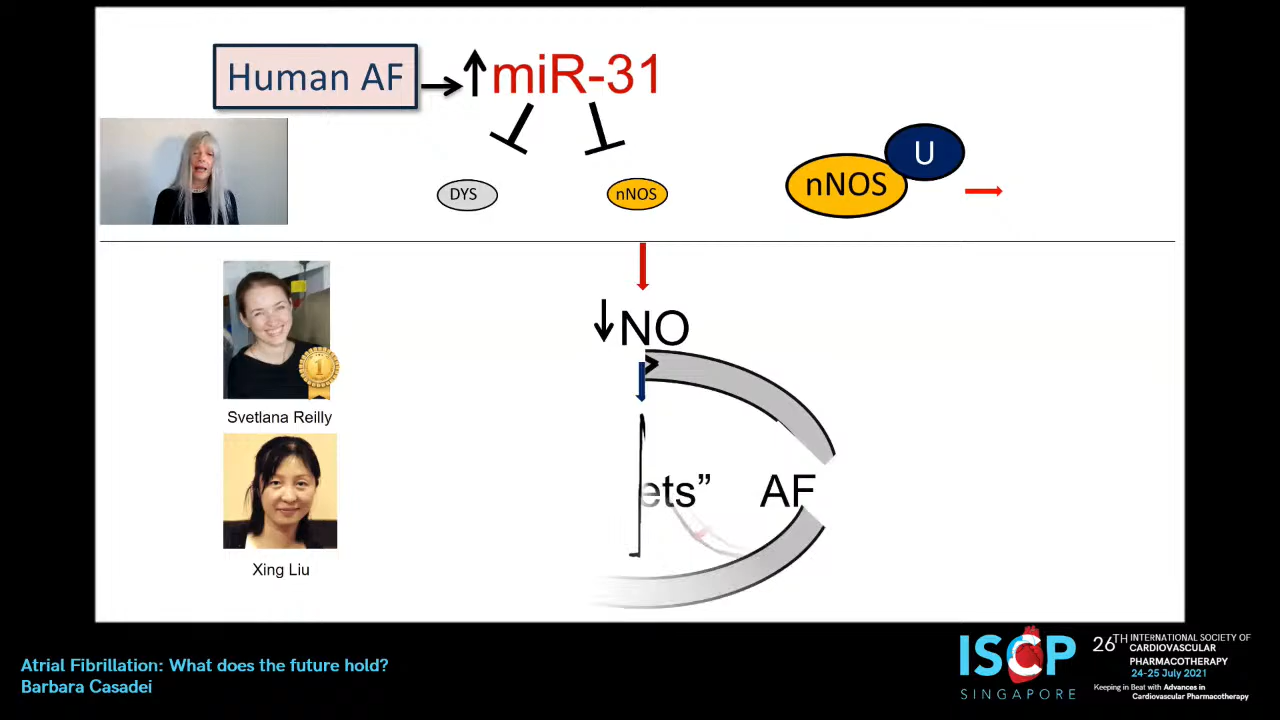 Human AF
miR-31
U
nNOS
DYS
nNOS
NO
ets” AF
Svetlana Reilly
Xing Liu
1
Atrial Fibrillation: What does the future hold?
Barbara Casadei
ISCP
SINGAPORE
26TH INTERNATIONAL SOCIETY OF
CARDIOVASCULAR
PHARMACOTHERAPY
24-25 July 2021
Keeping in Beat with Advances in
Cardiovascular Pharmacotherapy